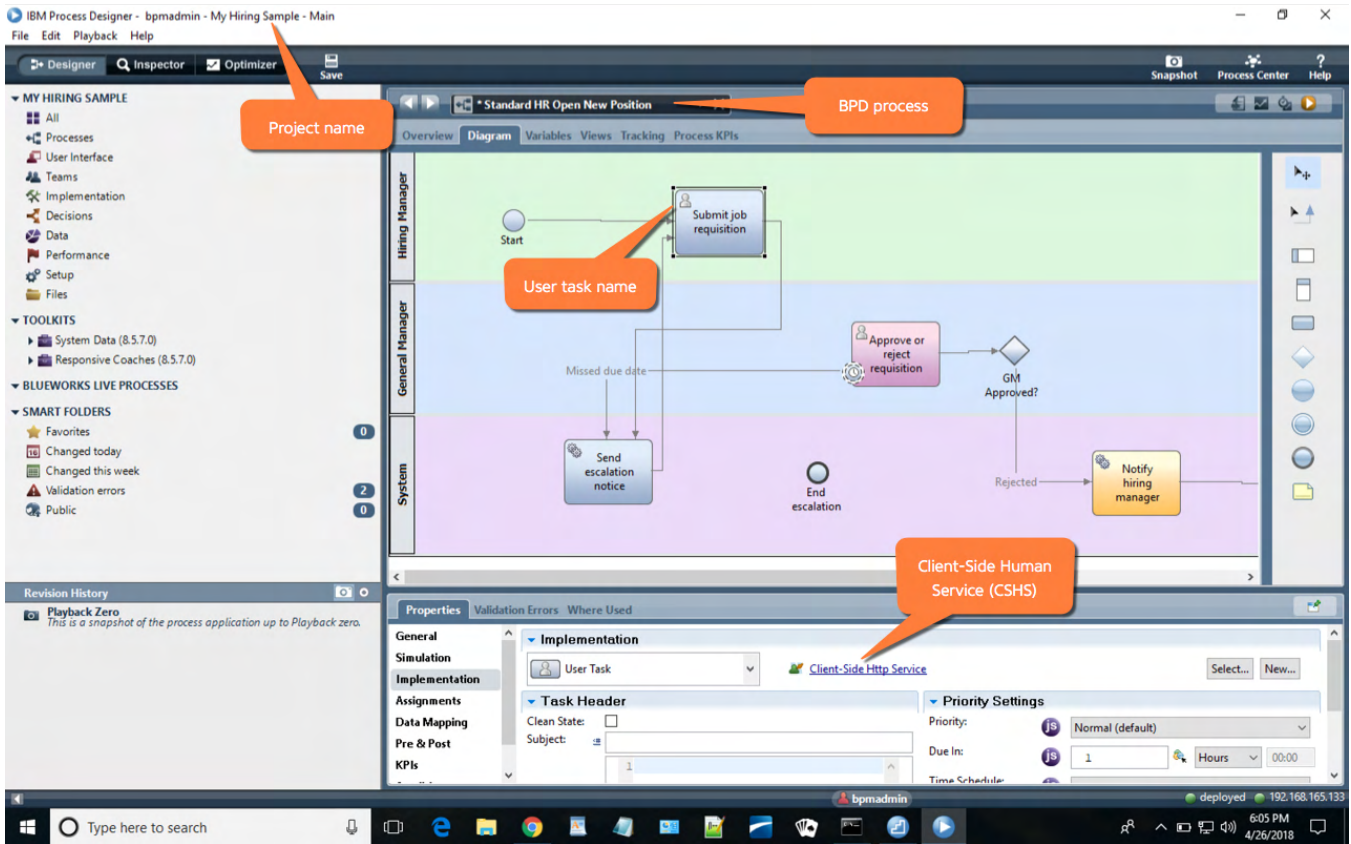 IBM Process Designer - bpmadmin - My Hiring Sample - Main
File Edit Playback Help
Designer Inspector Optimizer Save
Snapshot Process Center Help
MY HIRING SAMPLE
All
Processes
User Interface
Teams
Implementation
Decisions
Data
Performance
Setup
Files
TOOLKITS
System Data (8.5.7.0)
Responsive Coaches (8.5.7.0)
BLUEWORKS LIVE PROCESSES
SMART FOLDERS
Favorites 0
Changed today
Changed this week
Validation errors 2
Public 0
Revision History
Playback Zero
This is a snapshot of the process application up to Playback zero.
Project name
* Standard HR Open New Position
BPD process
Overview Diagram Variables Views Tracking Process KPIs
Hiring Manager
Start
Submit job
requisition
User task name
General Manager
Missed due date
Approve or
reject
requisition
GM
Approved?
System
Send
escalation
notice
End
escalation
Rejected
Notify
hiring
manager
Client-Side Human
Service (CSHS)
Properties Validation Errors Where Used
General
Simulation
Implementation
Assignments
Data Mapping
Pre & Post
KPIs
Implementation
User Task
Client-Side Http Service
Select... New...
Task Header
Clean State:
Subject:
1
Priority Settings
Priority: js Normal (default)
Due In: js 1 Hours 00:00
Time Schedule:
bpmadmin
deployed 192.168.165.133
Type here to search
6:05 PM
4/26/2018